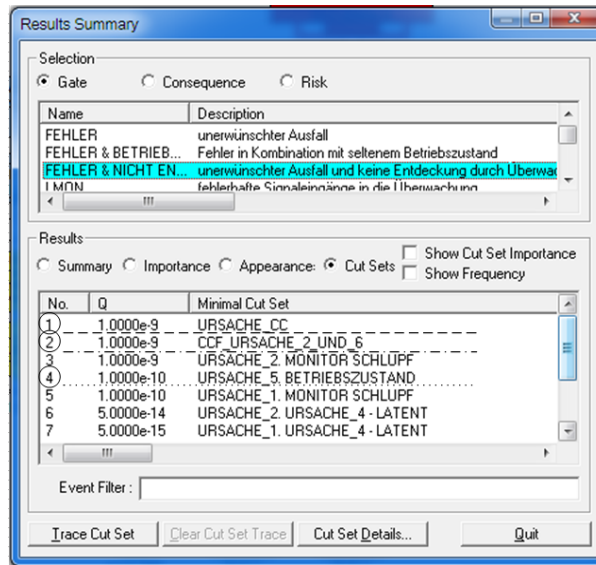 Results Summary
Selection
Gate Consequence Risk
Name Description
FEHLER unerwünschter Ausfall
FEHLER & BETRIEB... Fehler in Kombination mit seltenem Betriebszustand
FEHLER & NICHT EN... unerwünschter Ausfall und keine Entdeckung durch Überwac
LMON fehlerhafte Signaleingänge in die Überwachung
Results
Show Cut Set Importance
Summary Importance Appearance: Cut Sets
Show Frequency
No. Q Minimal Cut Set
1 1.0000e-9 URSACHE_CC
2 1.0000e-9 CCF_URSACHE_2_UND_6
3 1.0000e-9 URSACHE_2. MONITOR SCHLUPF
4 1.0000e-10 URSACHE_5. BETRIEBSZUSTAND
5 1.0000e-10 URSACHE_1. MONITOR SCHLUPF
6 5.0000e-14 URSACHE_2. URSACHE_4 - LATENT
7 5.0000e-15 URSACHE_1. URSACHE_4 - LATENT
Event Filter :
Trace Cut Set Clear Cut Set Trace Cut Set Details... Quit